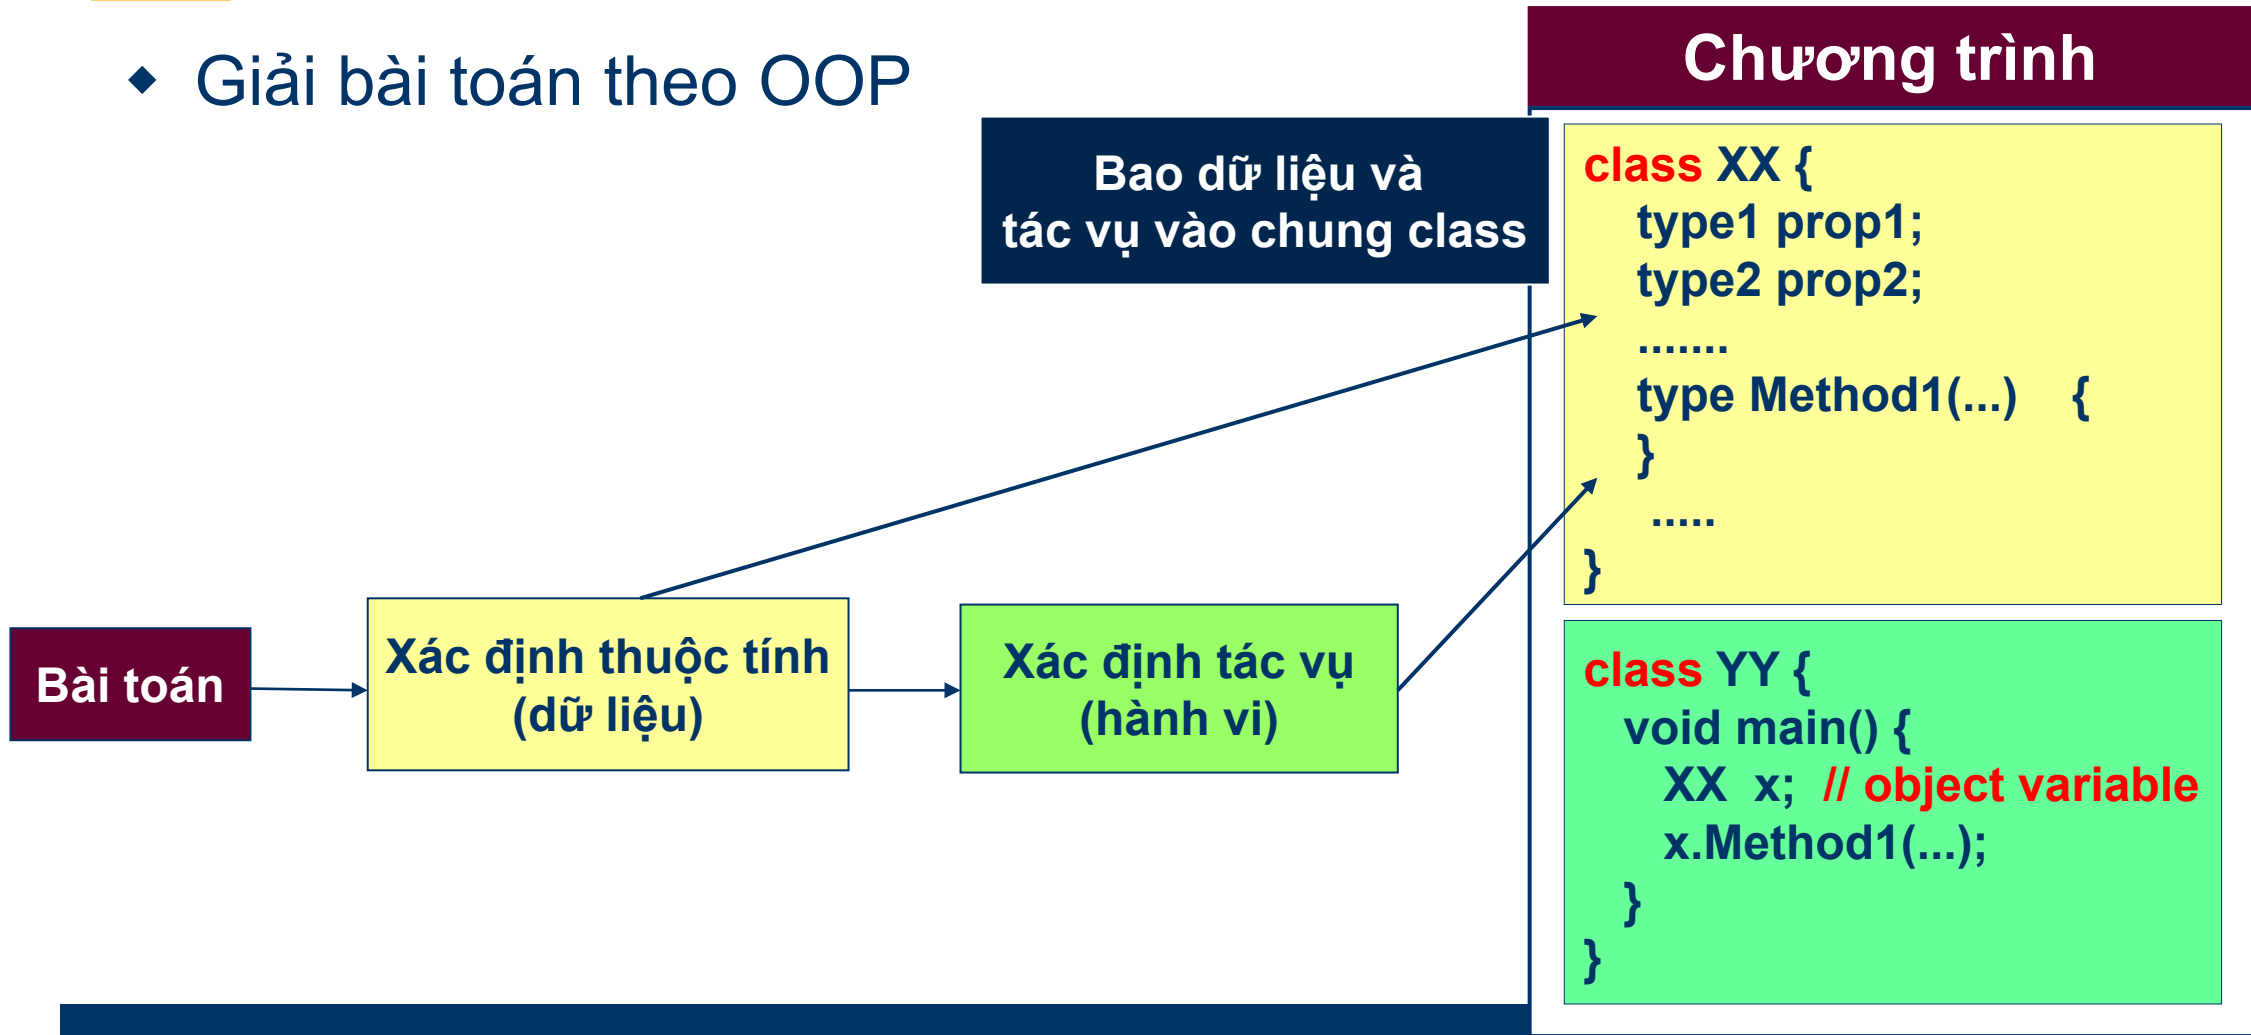 Giải bài toán theo OOP
Bao dữ liệu và
tác vụ vào chung class
Bài toán
Xác định thuộc tính
(dữ liệu)
Xác định tác vụ
(hành vi)
Chương trình
class XX {
type1 prop1;
type2 prop2;
.......
type Method1(...) {
}
.....
}
class YY {
void main() {
XX x; // object variable
x.Method1(...);
}
}